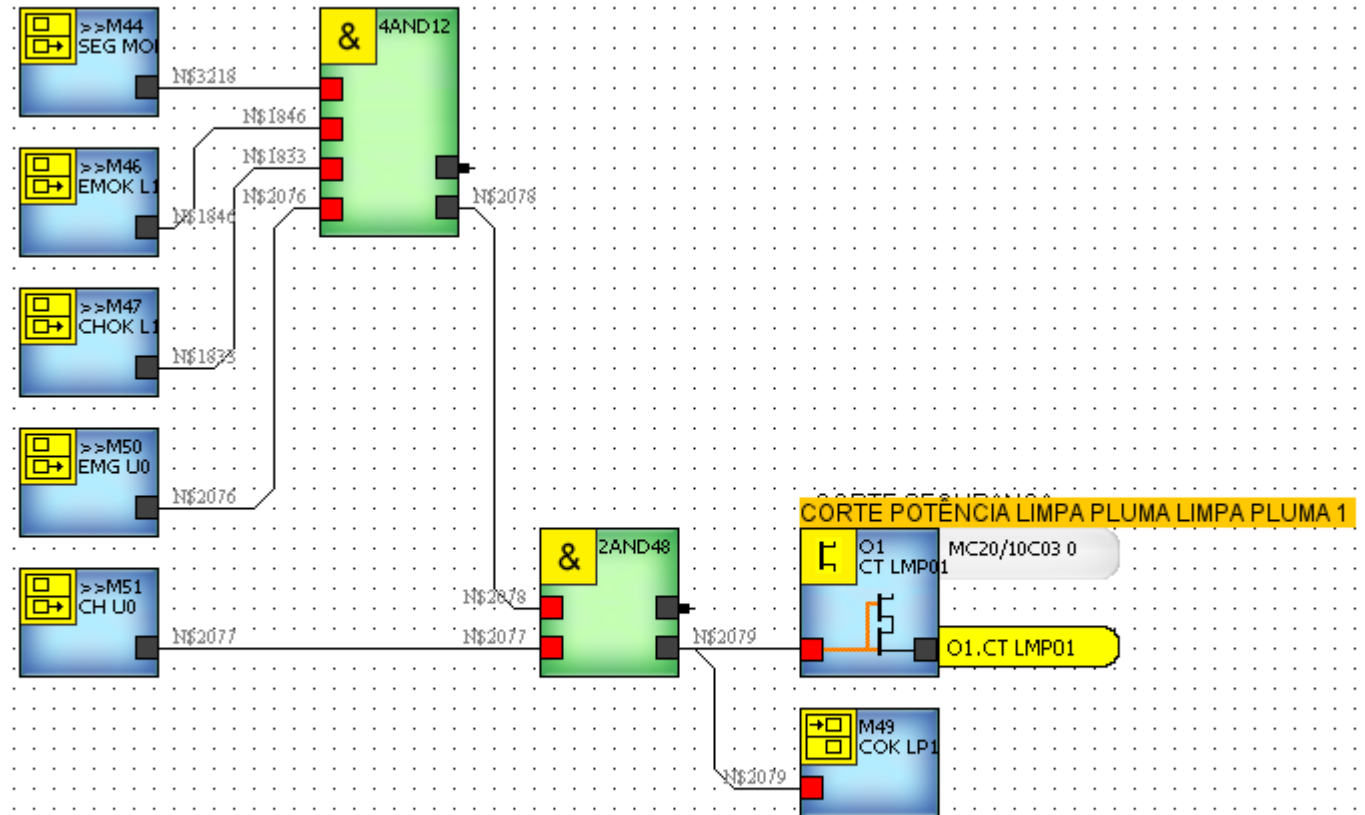 >>M44
SEG MO
& 4AND12
N$3218
N$1846
>>M46
EMOK L1
N$1833
N$2076
N$1846
N$2078
>>M47
CHOK L1
N$1833
>>M50
EMG U0
N$2076
CORTE SEGURANÇA
CORTE POTÊNCIA LIMPA PLUMA LIMPA PLUMA 1
& 2AND48
O1
CT LMP01
MC20/10C03 0
>>M51
CH U0
N$2078
N$2077
N$2077
N$2079
O1.CT LMP01
M49
COK LP1
N$2079